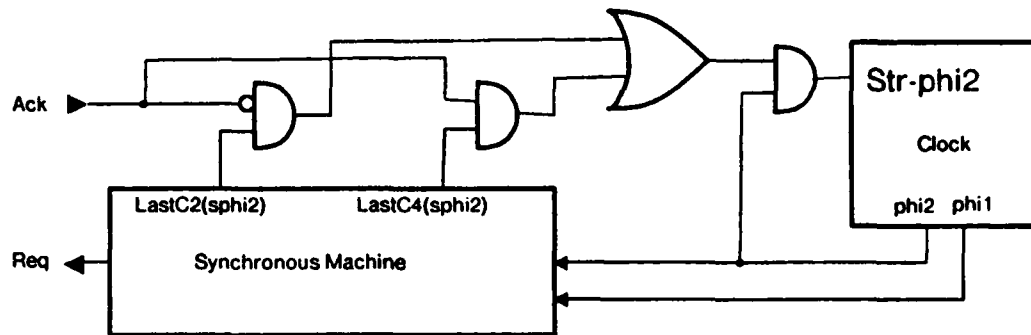 Str-phi2
Ack
Clock
LastC2(sphi2) LastC4(sphi2)
phi2 phi1
Req
Synchronous Machine